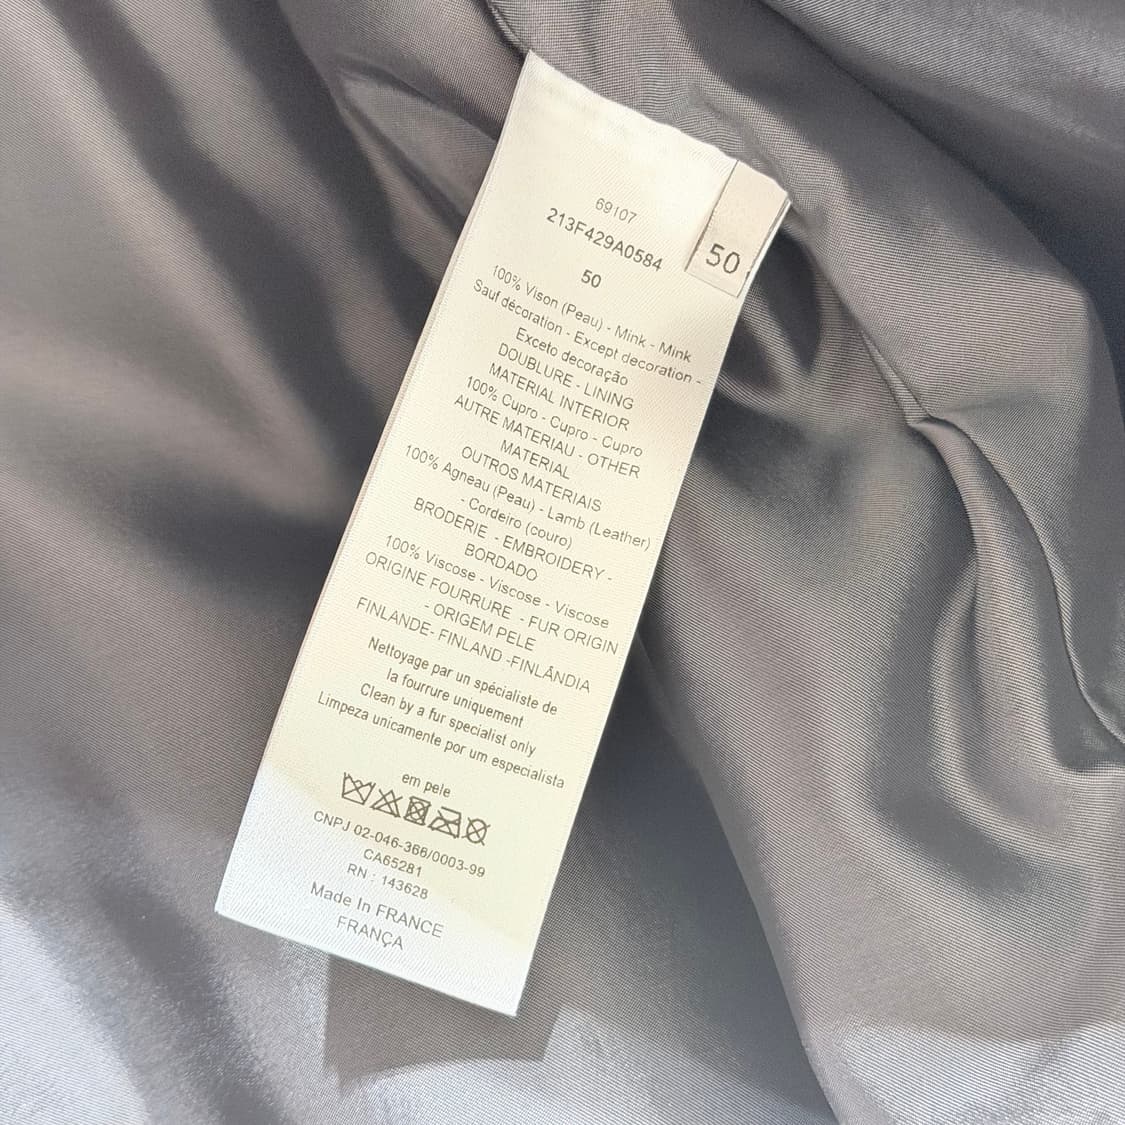 69107
213F429A0584
50
50
100% Vison (Peau) - Mink - Mink
Sauf décoration - Except decoration -
Exceto decoração
DOUBLURE - LINING
MATERIAL INTERIOR
100% Cupro - Cupro - Cupro
AUTRE MATERIAU - OTHER
MATERIAL
OUTROS MATERIAIS
100% Agneau (Peau) - Lamb (Leather)
- Cordeiro (couro)
BRODERIE - EMBROIDERY -
BORDADO
100% Viscose - Viscose - Viscose
ORIGINE FOURRURE - FUR ORIGIN
- ORIGEM PELE
FINLANDE- FINLAND -FINLÂNDIA
Nettoyage par un spécialiste de
la fourrure uniquement
Clean by a fur specialist only
Limpeza unicamente por um especialista
em pele
CNPJ 02-046-366/0003-99
CA65281
RN : 143628
Made In FRANCE
FRANÇA